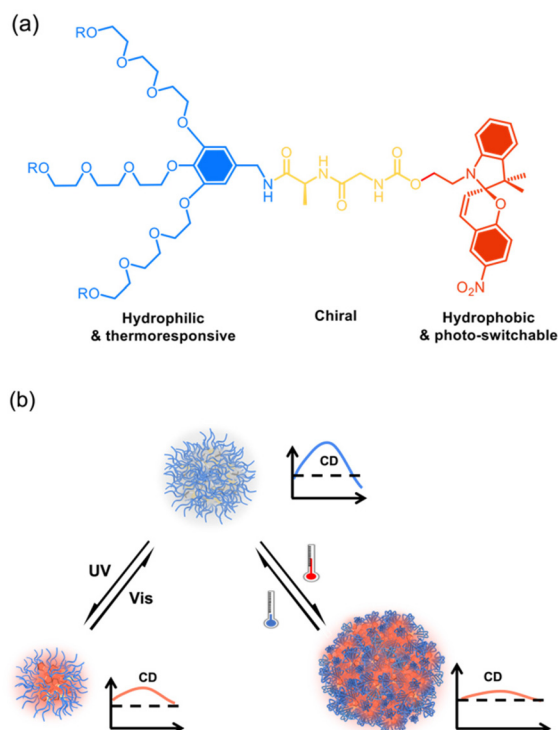 (a)
RO
O
O
O
RO
O
O
O
O
O
O
O
RO
N
H
O
H
N
O
H
N
O
O
N
O
O₂N
Hydrophilic
& thermoresponsive
Chiral
Hydrophobic
& photo-switchable
(b)
CD
UV
Vis
CD
CD